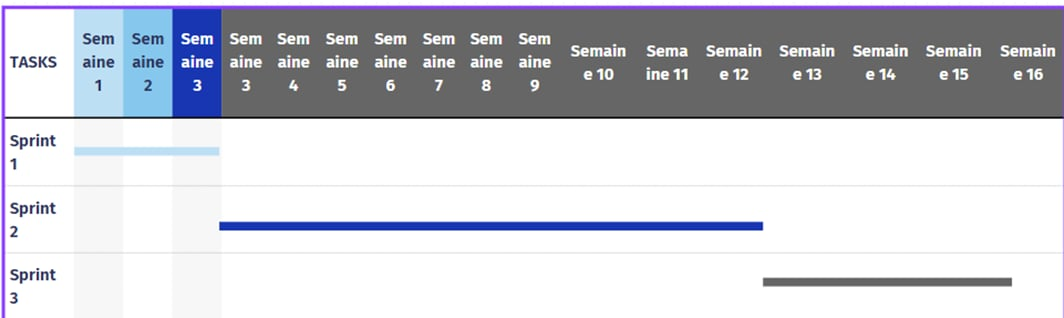 TASKS
Sem
aine
1
Sem
aine
2
Sem
aine
3
Sem
aine
3
Sem
aine
4
Sem
aine
5
Sem
aine
6
Sem
aine
7
Sem
aine
8
Sem
aine
9
Semain
e 10
Sema
ine 11
Semain
e 12
Semain
e 13
Semain
e 14
Semain
e 15
Semain
e 16
Sprint
1
Sprint
2
Sprint
3